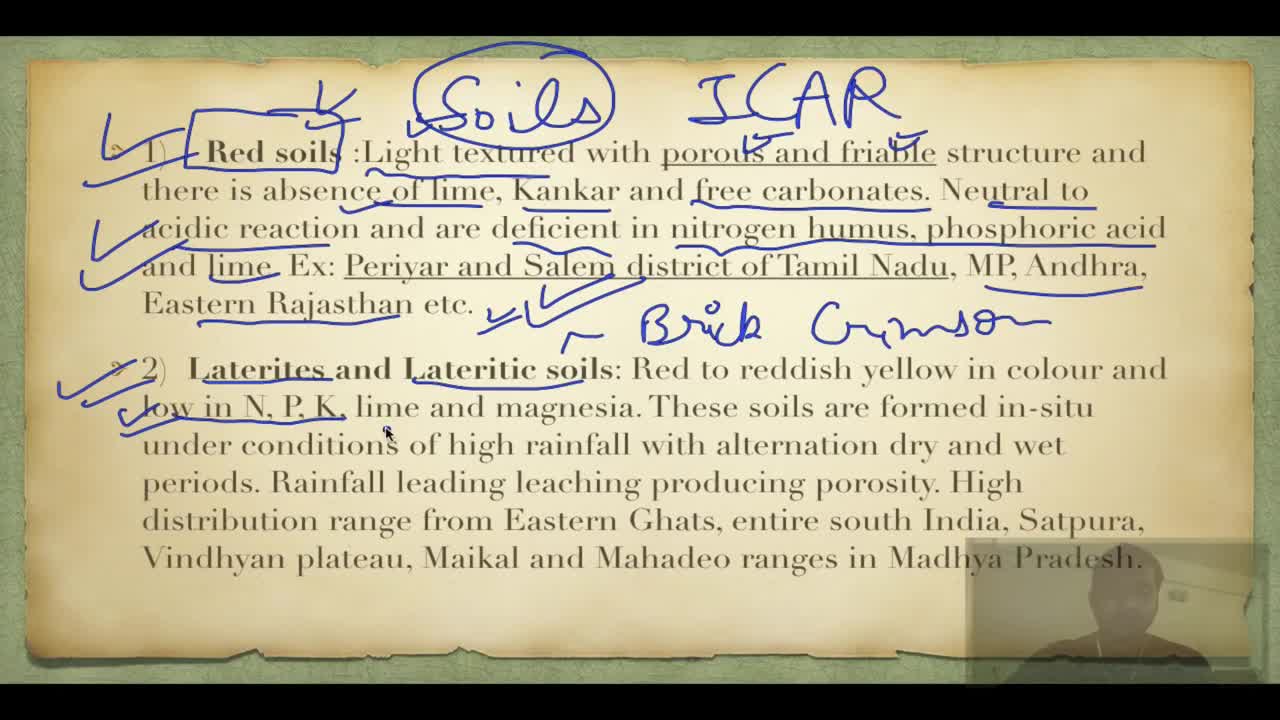 Soils ICAR
1) Red soils :Light textured with porous and friable structure and
there is absence of lime, Kankar and free carbonates. Neutral to
acidic reaction and are deficient in nitrogen humus, phosphoric acid
and lime. Ex: Periyar and Salem district of Tamil Nadu, MP, Andhra,
Eastern Rajasthan etc.
Brick Crimson
2) Laterites and Lateritic soils: Red to reddish yellow in colour and
low in N, P, K, lime and magnesia. These soils are formed in-situ
under conditions of high rainfall with alternation dry and wet
periods. Rainfall leading leaching producing porosity. High
distribution range from Eastern Ghats, entire south India, Satpura,
Vindhyan plateau, Maikal and Mahadeo ranges in Madhya Pradesh.